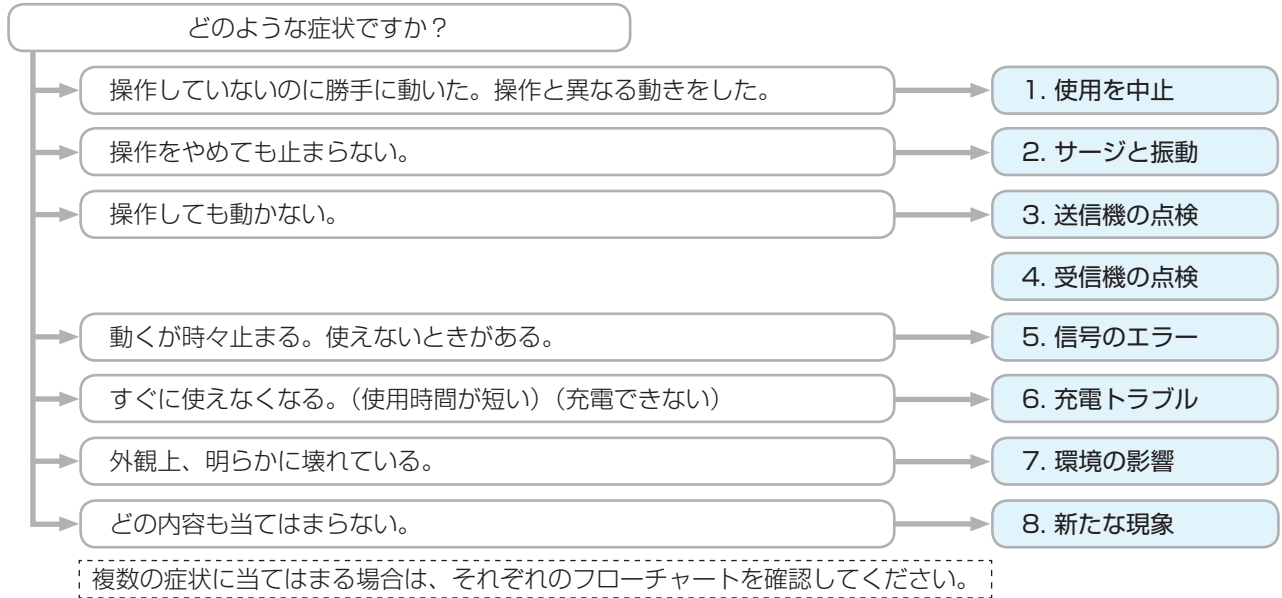 どのような症状ですか？
操作していないのに勝手に動いた。操作と異なる動きをした。
1. 使用を中止
操作をやめても止まらない。
2. サージと振動
操作しても動かない。
3. 送信機の点検
4. 受信機の点検
動くが時々止まる。使えないときがある。
5. 信号のエラー
すぐに使えなくなる。（使用時間が短い）（充電できない）
6. 充電トラブル
外観上、明らかに壊れている。
7. 環境の影響
どの内容も当てはまらない。
8. 新たな現象
複数の症状に当てはまる場合は、それぞれのフローチャートを確認してください。